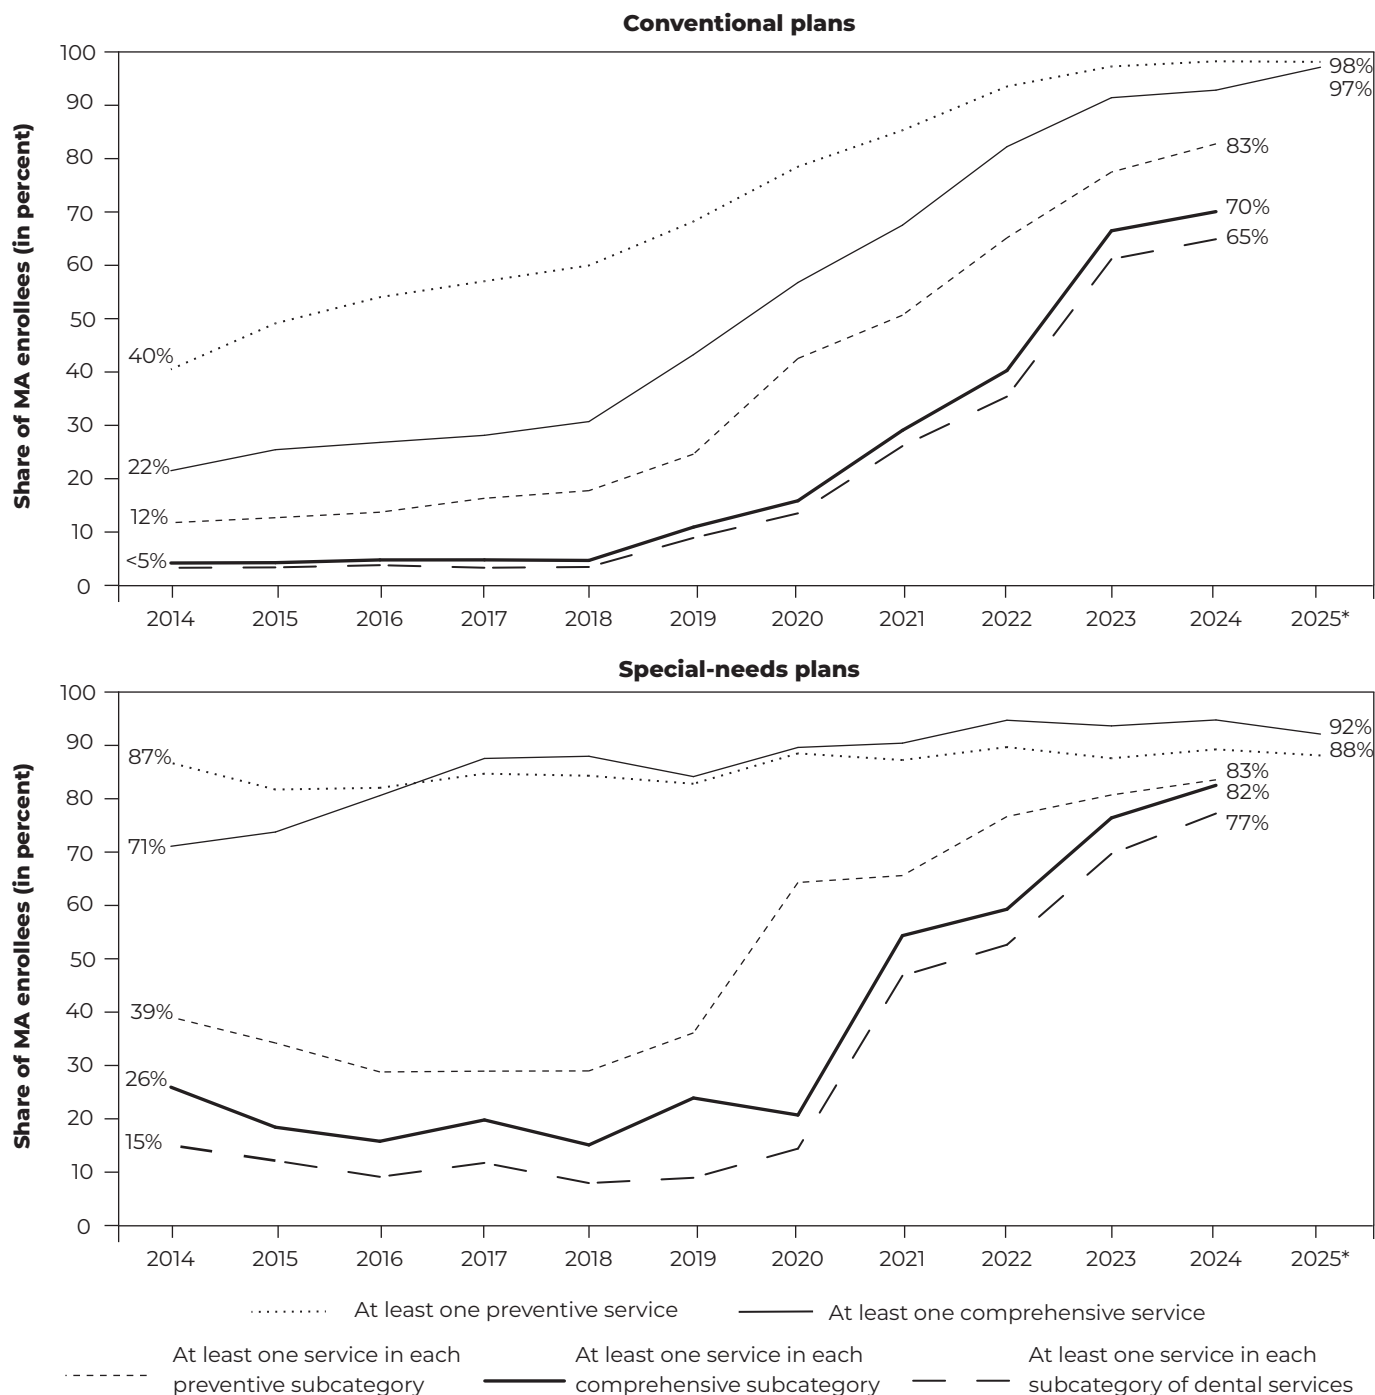 Conventional plans
Share of MA enrollees (in percent)
100
90
80
70
60
50
40
30
20
10
0
40%
22%
12%
<5%
98%
97%
83%
70%
65%
2014 2015 2016 2017 2018 2019 2020 2021 2022 2023 2024 2025*
Special-needs plans
Share of MA enrollees (in percent)
100
90
80
70
60
50
40
30
20
10
0
87%
71%
39%
26%
15%
92%
88%
83%
82%
77%
2014 2015 2016 2017 2018 2019 2020 2021 2022 2023 2024 2025*
At least one preventive service
At least one comprehensive service
At least one service in each
preventive subcategory
At least one service in each
comprehensive subcategory
At least one service in each
subcategory of dental services